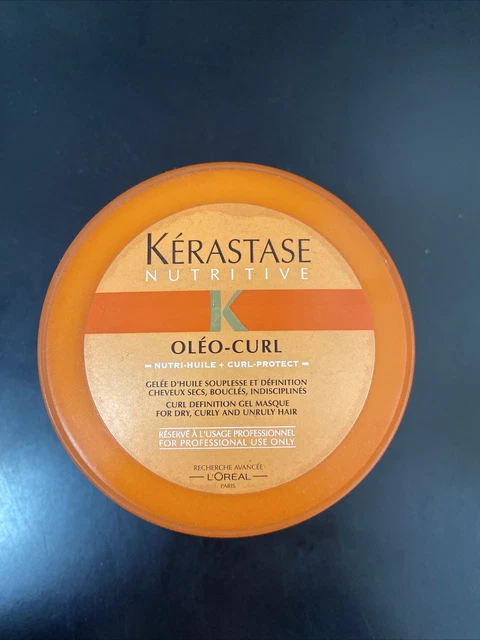 KÉRASTASE
NUTRITIVE
K
OLÉO-CURL
NUTRI-HUILE + CURL-PROTECT
GELÉE D'HUILE SOUPLESSE ET DÉFINITION
CHEVEUX SECS, BOUCLÉS, INDISCIPLINÉS
CURL DEFINITION GEL MASQUE
FOR DRY, CURLY AND UNRULY HAIR
RÉSERVÉ À L'USAGE PROFESSIONNEL
FOR PROFESSIONAL USE ONLY
RECHERCHE AVANCÉE
L'ORÉAL
PARIS